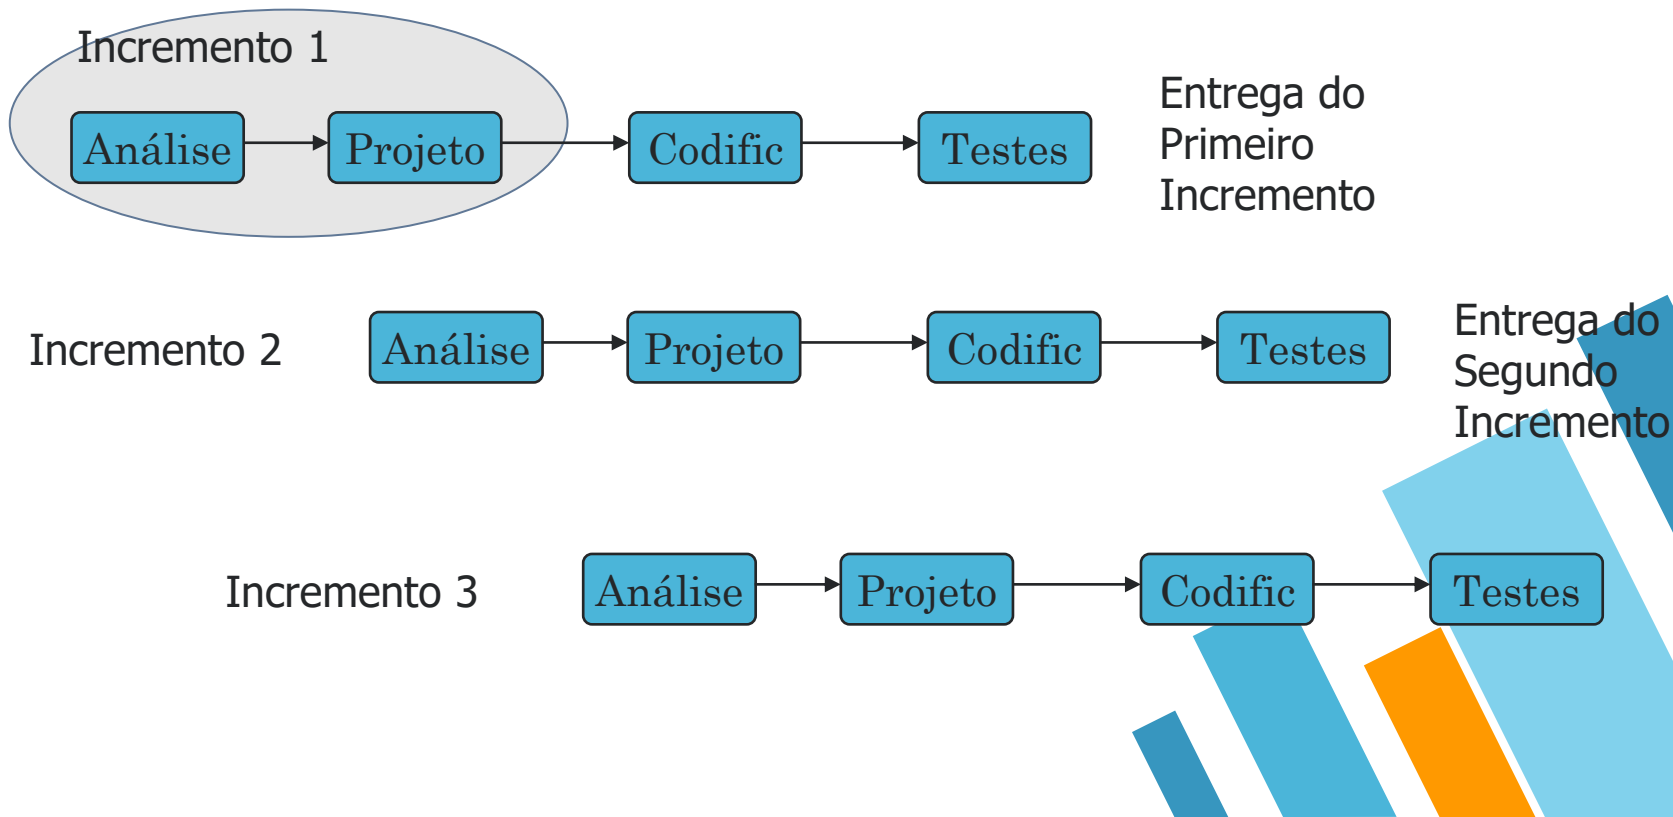 Incremento 1
Análise
Projeto
Codific
Testes
Entrega do
Primeiro
Incremento
Incremento 2
Análise
Projeto
Codific
Testes
Entrega do
Segundo
Incremento
Incremento 3
Análise
Projeto
Codific
Testes